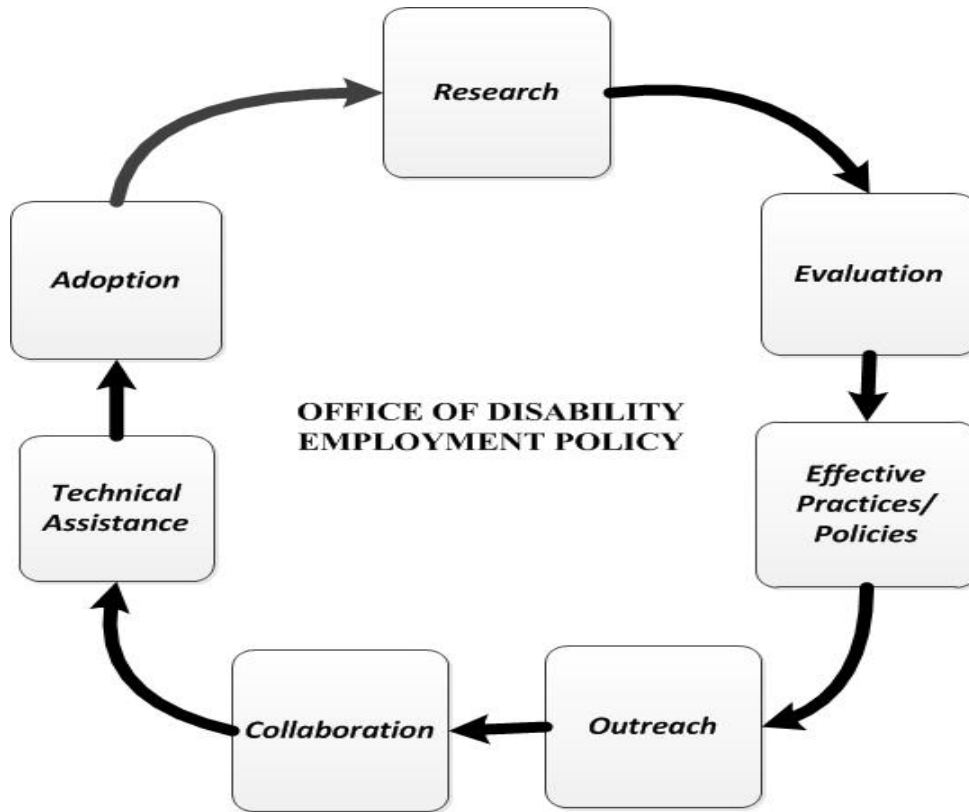 Research
Evaluation
Effective
Practices/
Policies
Outreach
Collaboration
Technical
Assistance
Adoption
OFFICE OF DISABILITY
EMPLOYMENT POLICY